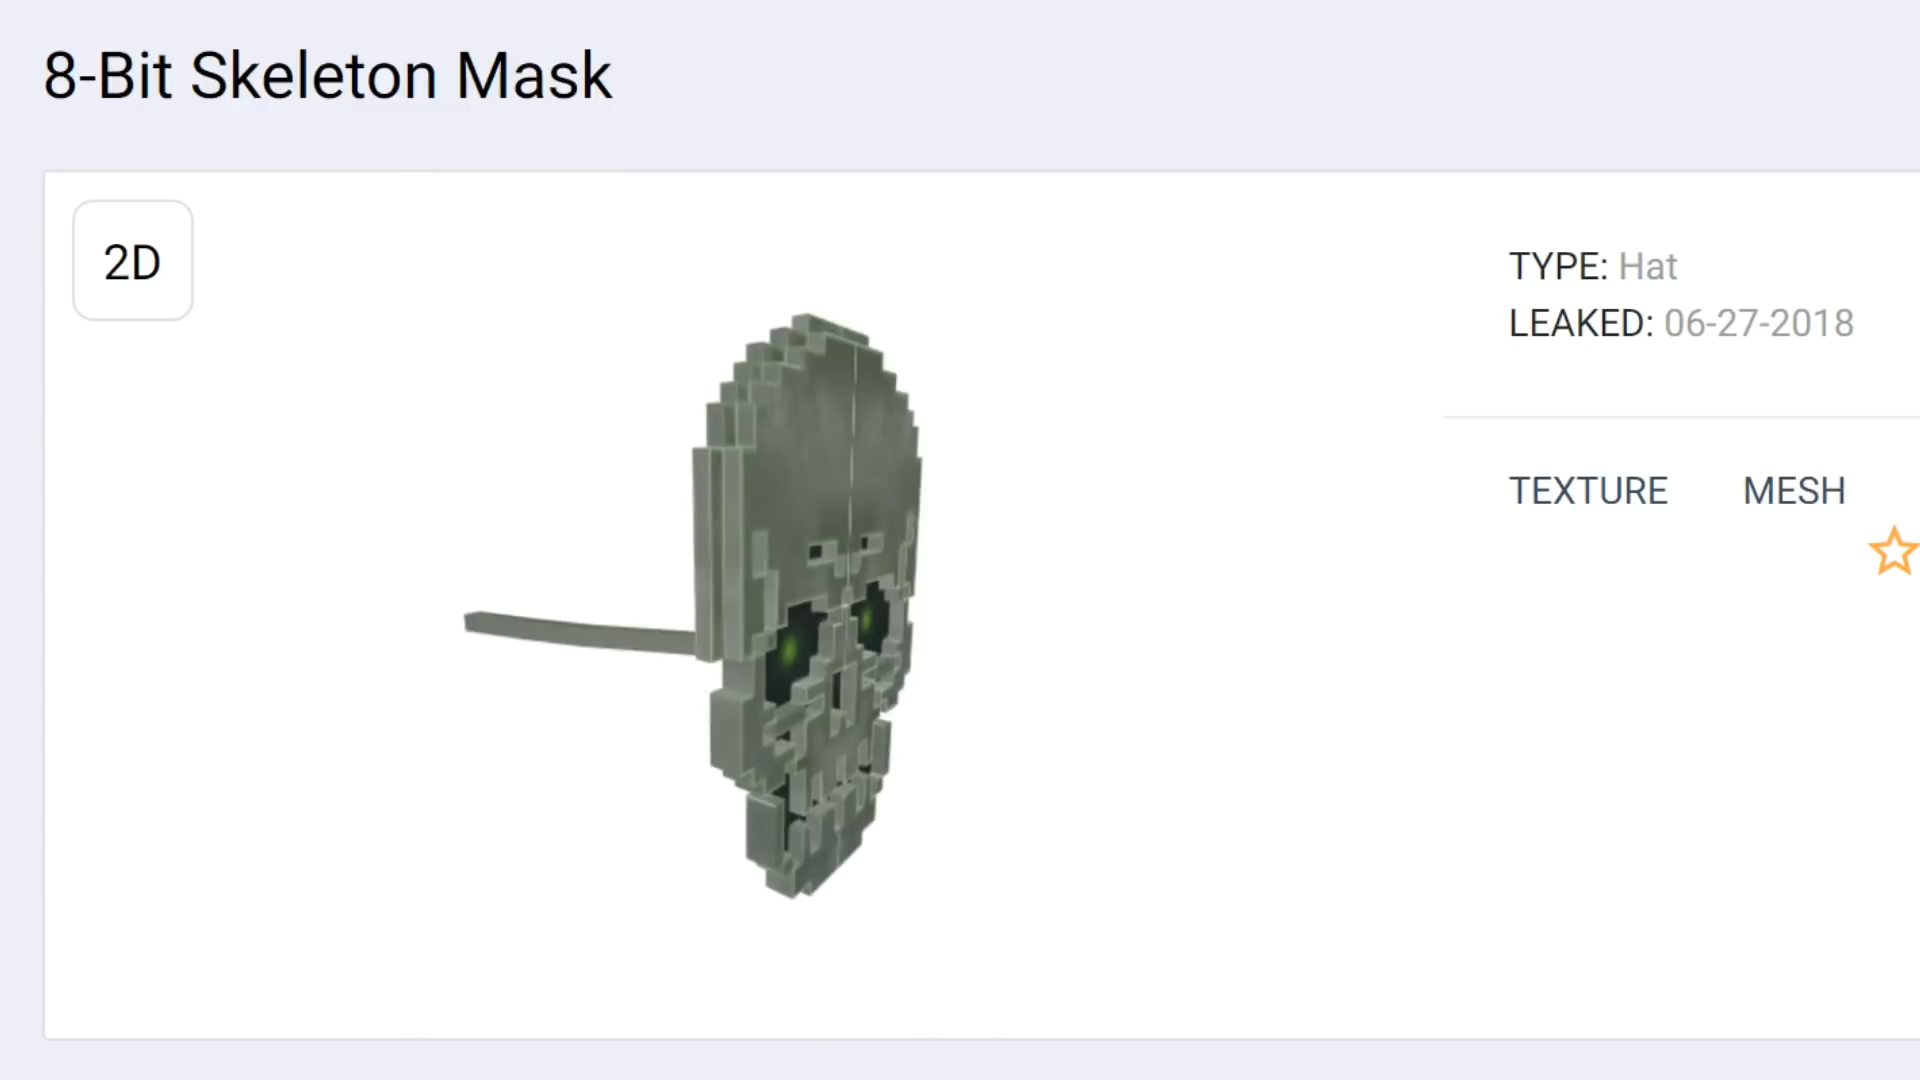 8-Bit Skeleton Mask
2D
TYPE: Hat
LEAKED: 06-27-2018
TEXTURE MESH